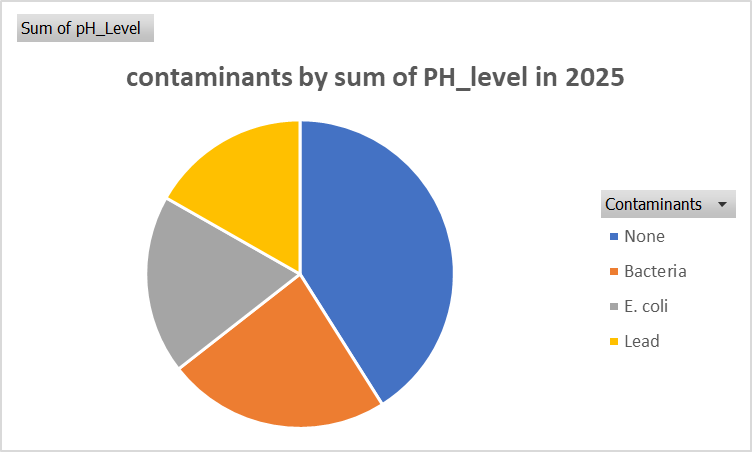 Sum of pH_Level
contaminants by sum of PH_level in 2025
Contaminants
None
Bacteria
E. coli
Lead